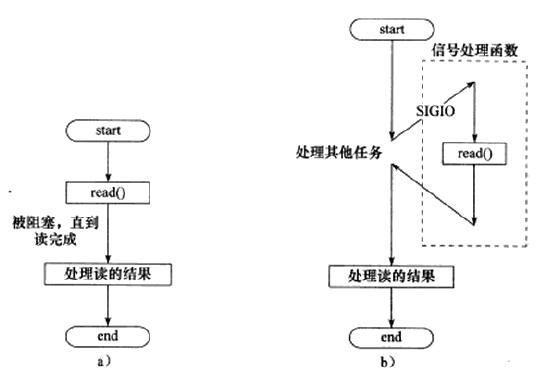 start
read()
被阻塞，直到
读完成
处理读的结果
end
a）
start
信号处理函数
SIGIO
处理其他任务
read()
处理读的结果
end
b）